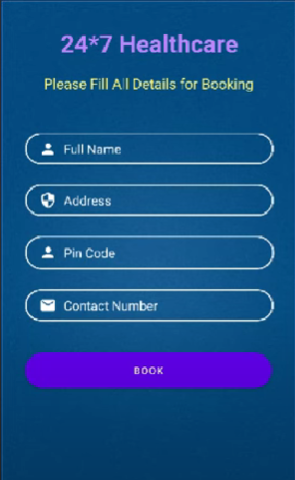 24*7 Healthcare
Please Fill All Details for Booking
Full Name
Address
Pin Code
Contact Number
BOOK